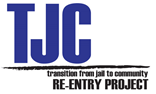 TJC
transition from jail to community
RE-ENTRY PROJECT